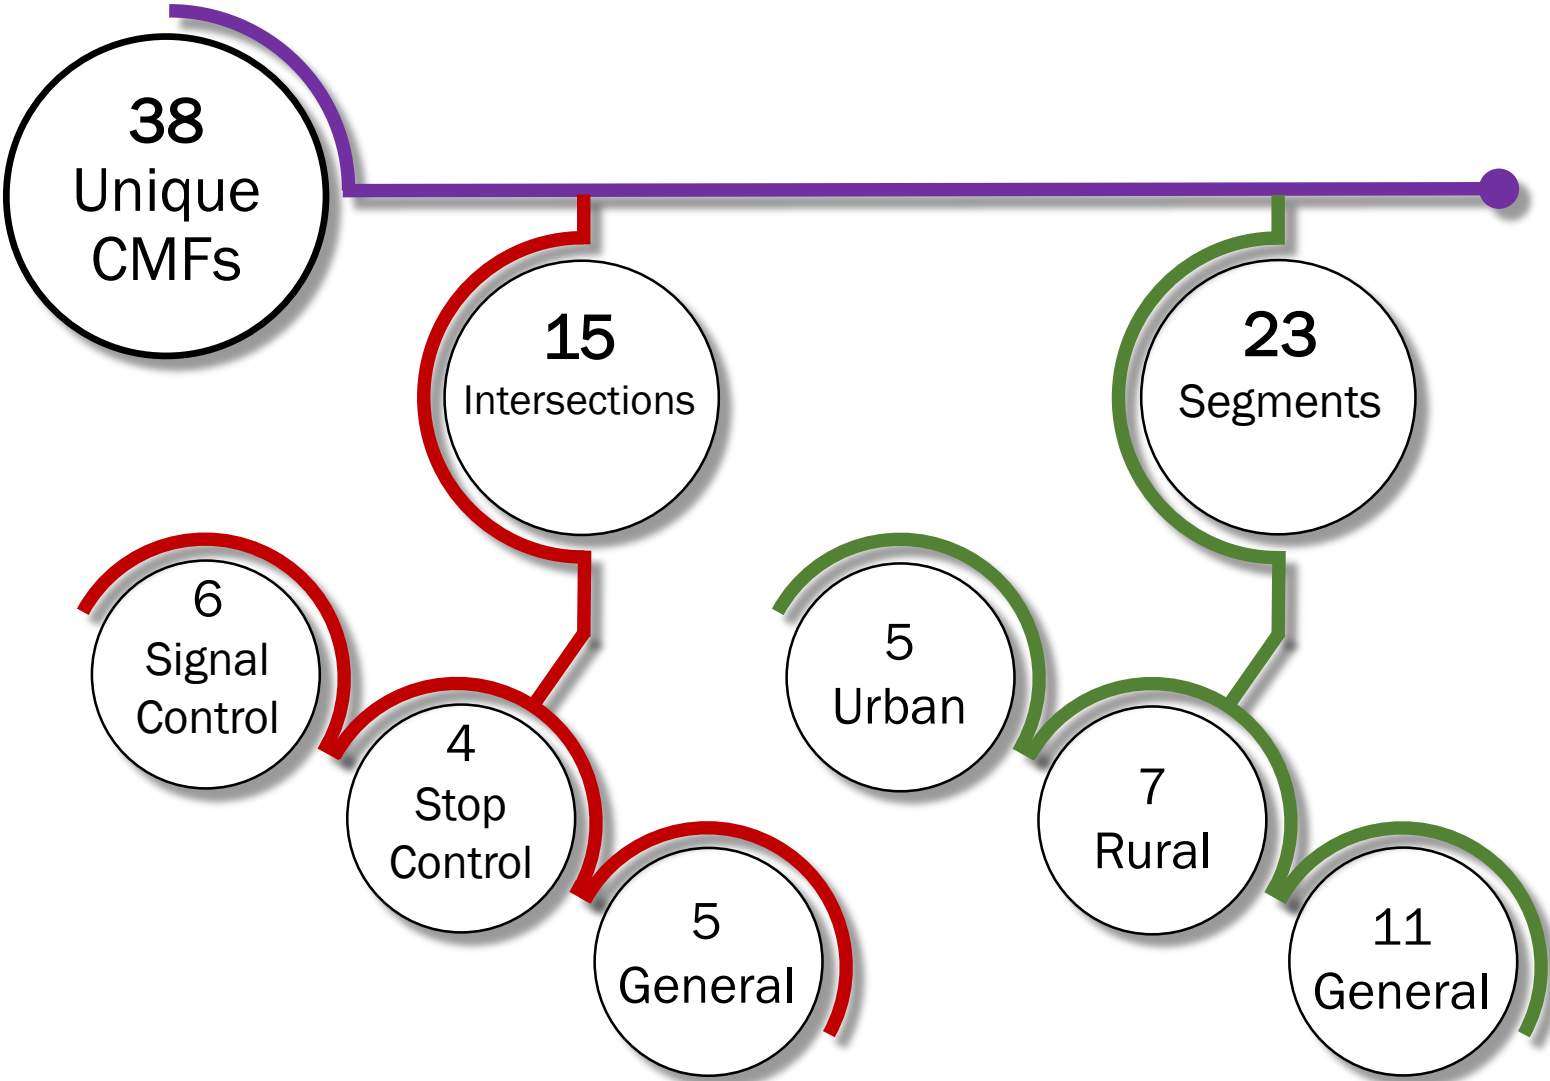 38
Unique
CMFs
15
Intersections
23
Segments
6
Signal
Control
4
Stop
Control
5
General
5
Urban
7
Rural
11
General